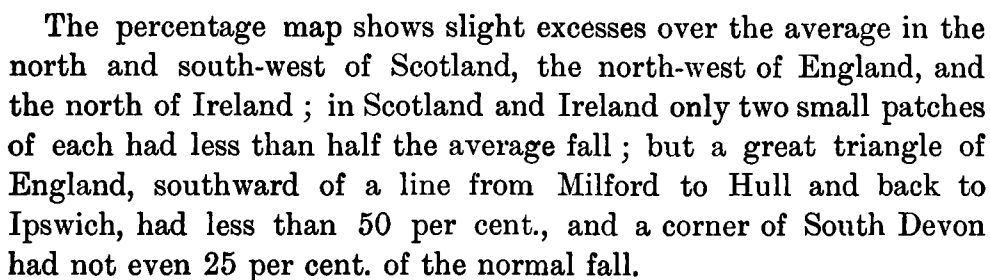 The percentage map shows slight excesses over the average in the
north and south-west of Scotland, the north-west of England, and
the north of Ireland ; in Scotland and Ireland only two small patches
of each had less than half the average fall ; but a great triangle of
England, southward of a line from Milford to Hull and back to
Ipswich, had less than 50 per cent., and a corner of South Devon
had not even 25 per cent. of the normal fall.